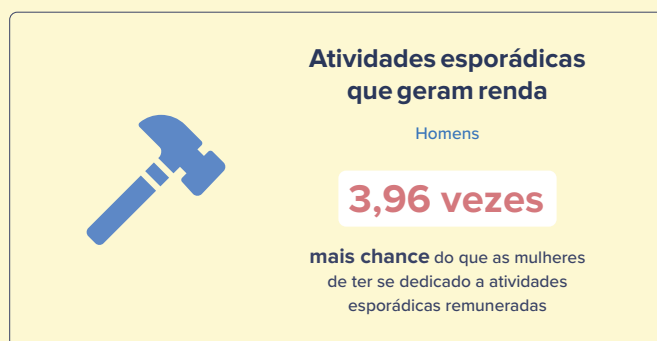 Atividades esporádicas
que geram renda
Homens
3,96 vezes
mais chance do que as mulheres
de ter se dedicado a atividades
esporádicas remuneradas